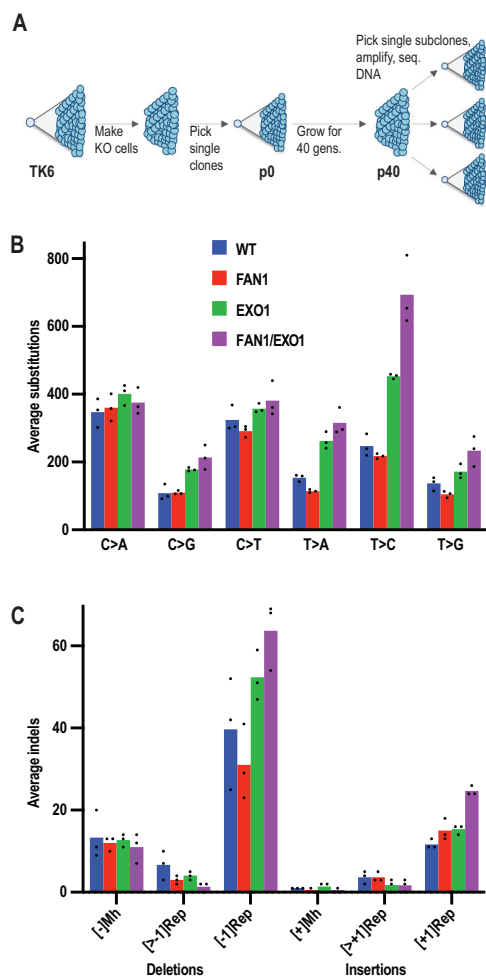 A
Pick single subclones,
amplify, seq.
DNA
Make
KO cells
Pick
single
clones
Grow for
40 gens.
TK6
p0
p40
B
WT
FAN1
EXO1
FAN1/EXO1
Average substitutions
800
600
400
200
0
C>A
C>G
C>T
T>A
T>C
T>G
C
Average indels
60
40
20
0
[-]Mh
[>-1]Rep
[-1]Rep
[+]Mh
[>+1]Rep
[+1]Rep
Deletions
Insertions